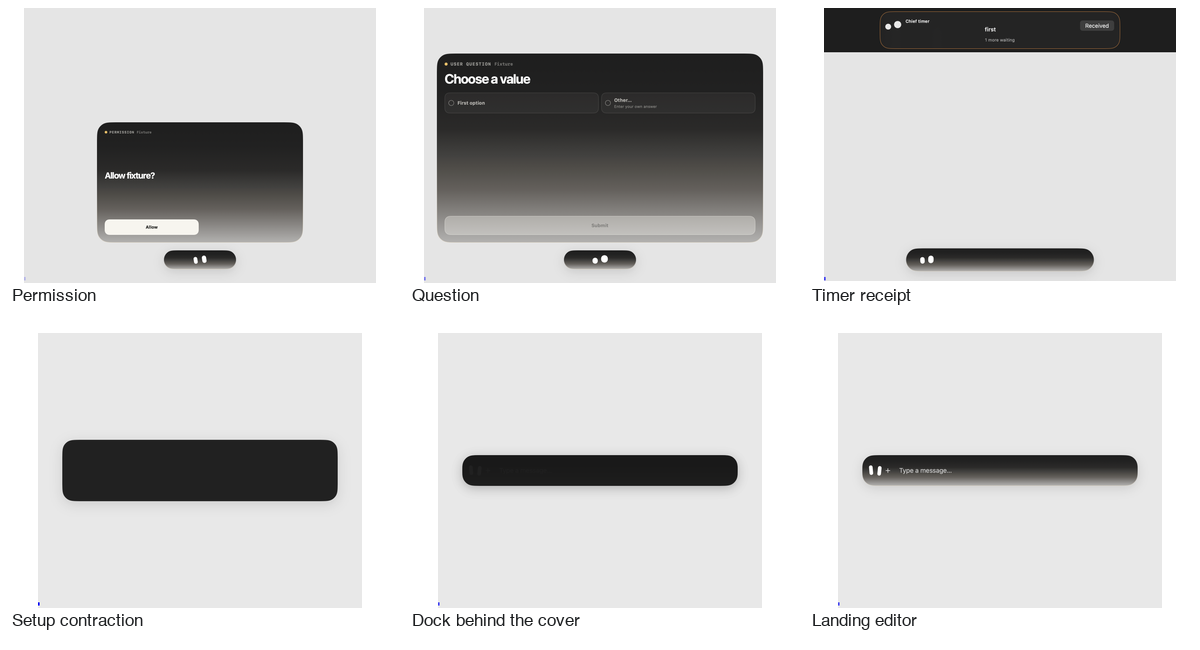 PERMISSION fixture
Allow fixture?
Allow
Permission
USER QUESTION fixture
Choose a value
First option
Other...
Enter your own answer
Submit
Question
Chief timer
first
Received
1 more waiting
Timer receipt
Setup contraction
Dock behind the cover
+ Type a message...
Landing editor